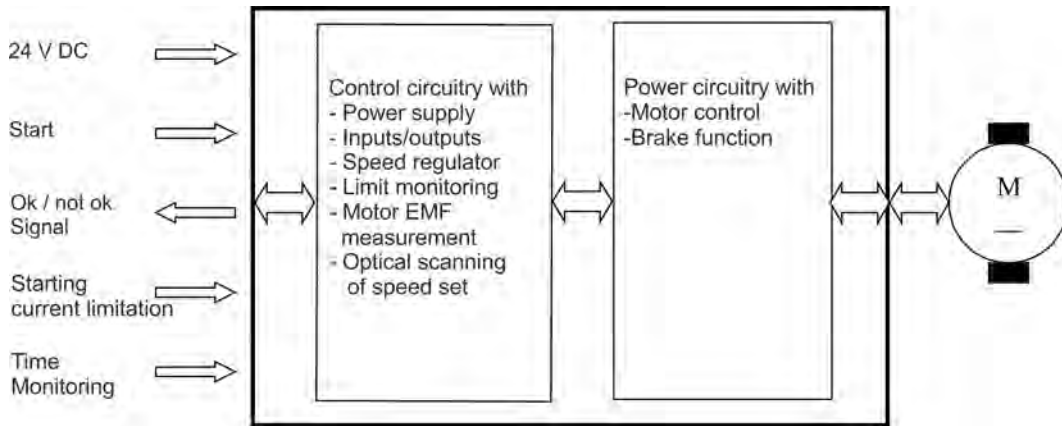 24 V DC
Start
Ok / not ok
Signal
Starting
current limitation
Time
Monitoring
Control circuitry with
- Power supply
- Inputs/outputs
- Speed regulator
- Limit monitoring
- Motor EMF
measurement
- Optical scanning
of speed set
Power circuitry with
-Motor control
-Brake function
M